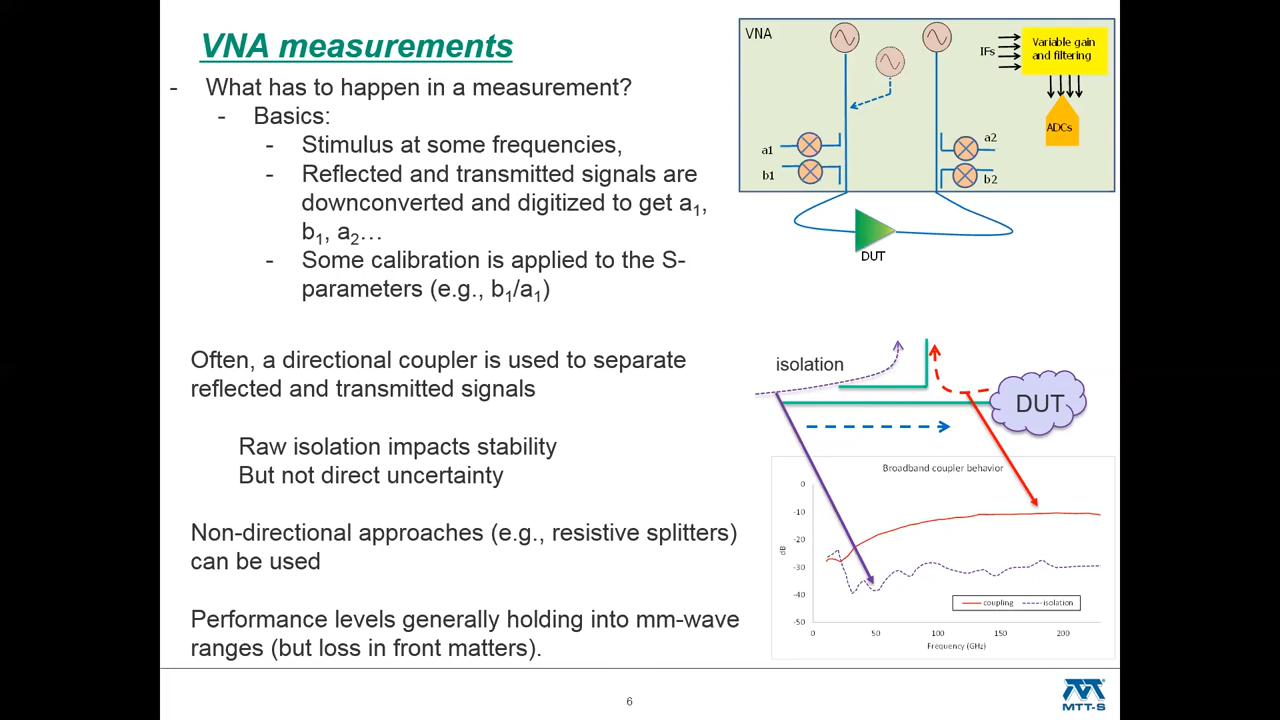 VNA measurements
- What has to happen in a measurement?
- Basics:
- Stimulus at some frequencies,
- Reflected and transmitted signals are
downconverted and digitized to get a1,
b1, a2…
- Some calibration is applied to the S-
parameters (e.g., b1/a1)
Often, a directional coupler is used to separate
reflected and transmitted signals
Raw isolation impacts stability
But not direct uncertainty
Non-directional approaches (e.g., resistive splitters)
can be used
Performance levels generally holding into mm-wave
ranges (but loss in front matters).
VNA
IFs
Variable gain
and filtering
ADCs
a1
b1
a2
b2
DUT
isolation
DUT
Broadband coupler behavior
0
-10
-20
-30
-40
-50
dB
coupling
isolation
0
50
100
150
200
Frequency (GHz)
6
MTT-S